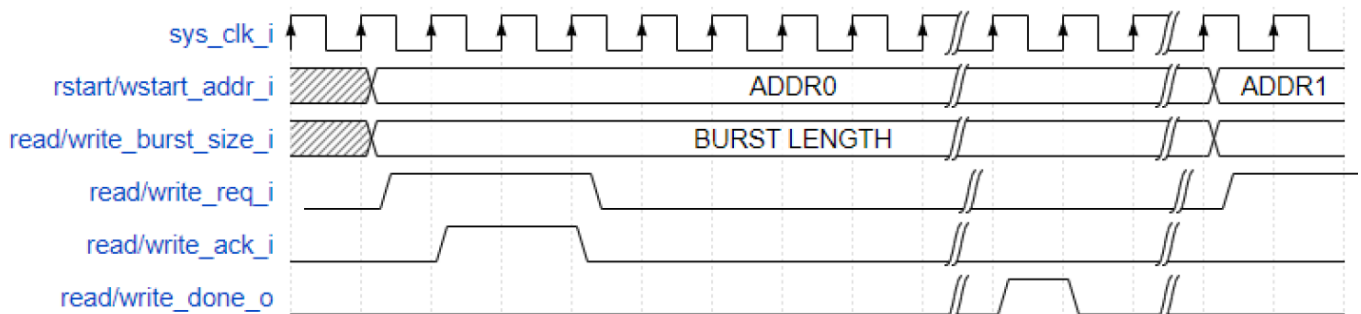 sys_clk_i
rstart/wstart_addr_i ADDR0 ADDR1
read/write_burst_size_i BURST LENGTH
read/write_req_i
read/write_ack_i
read/write_done_o